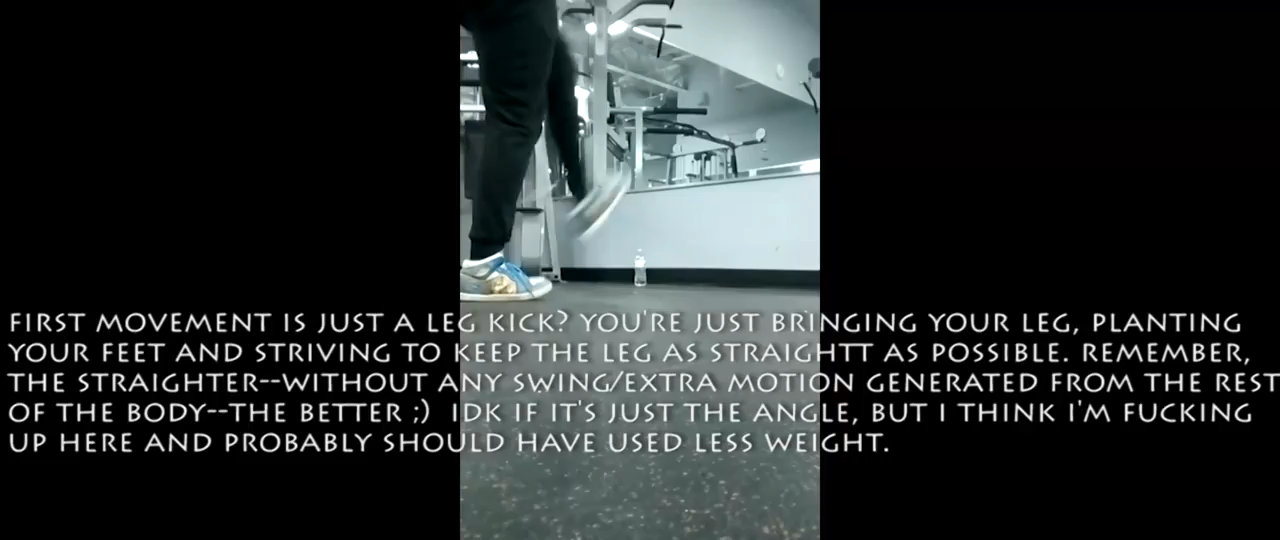 FIRST MOVEMENT IS JUST A LEG KICK? YOU'RE JUST BRINGING YOUR LEG, PLANTING
YOUR FEET AND STRIVING TO KEEP THE LEG AS STRAIGHTT AS POSSIBLE. REMEMBER,
THE STRAIGHTER--WITHOUT ANY SWING/EXTRA MOTION GENERATED FROM THE REST
OF THE BODY--THE BETTER ;) IDK IF IT'S JUST THE ANGLE, BUT I THINK I'M FUCKING
UP HERE AND PROBABLY SHOULD HAVE USED LESS WEIGHT.